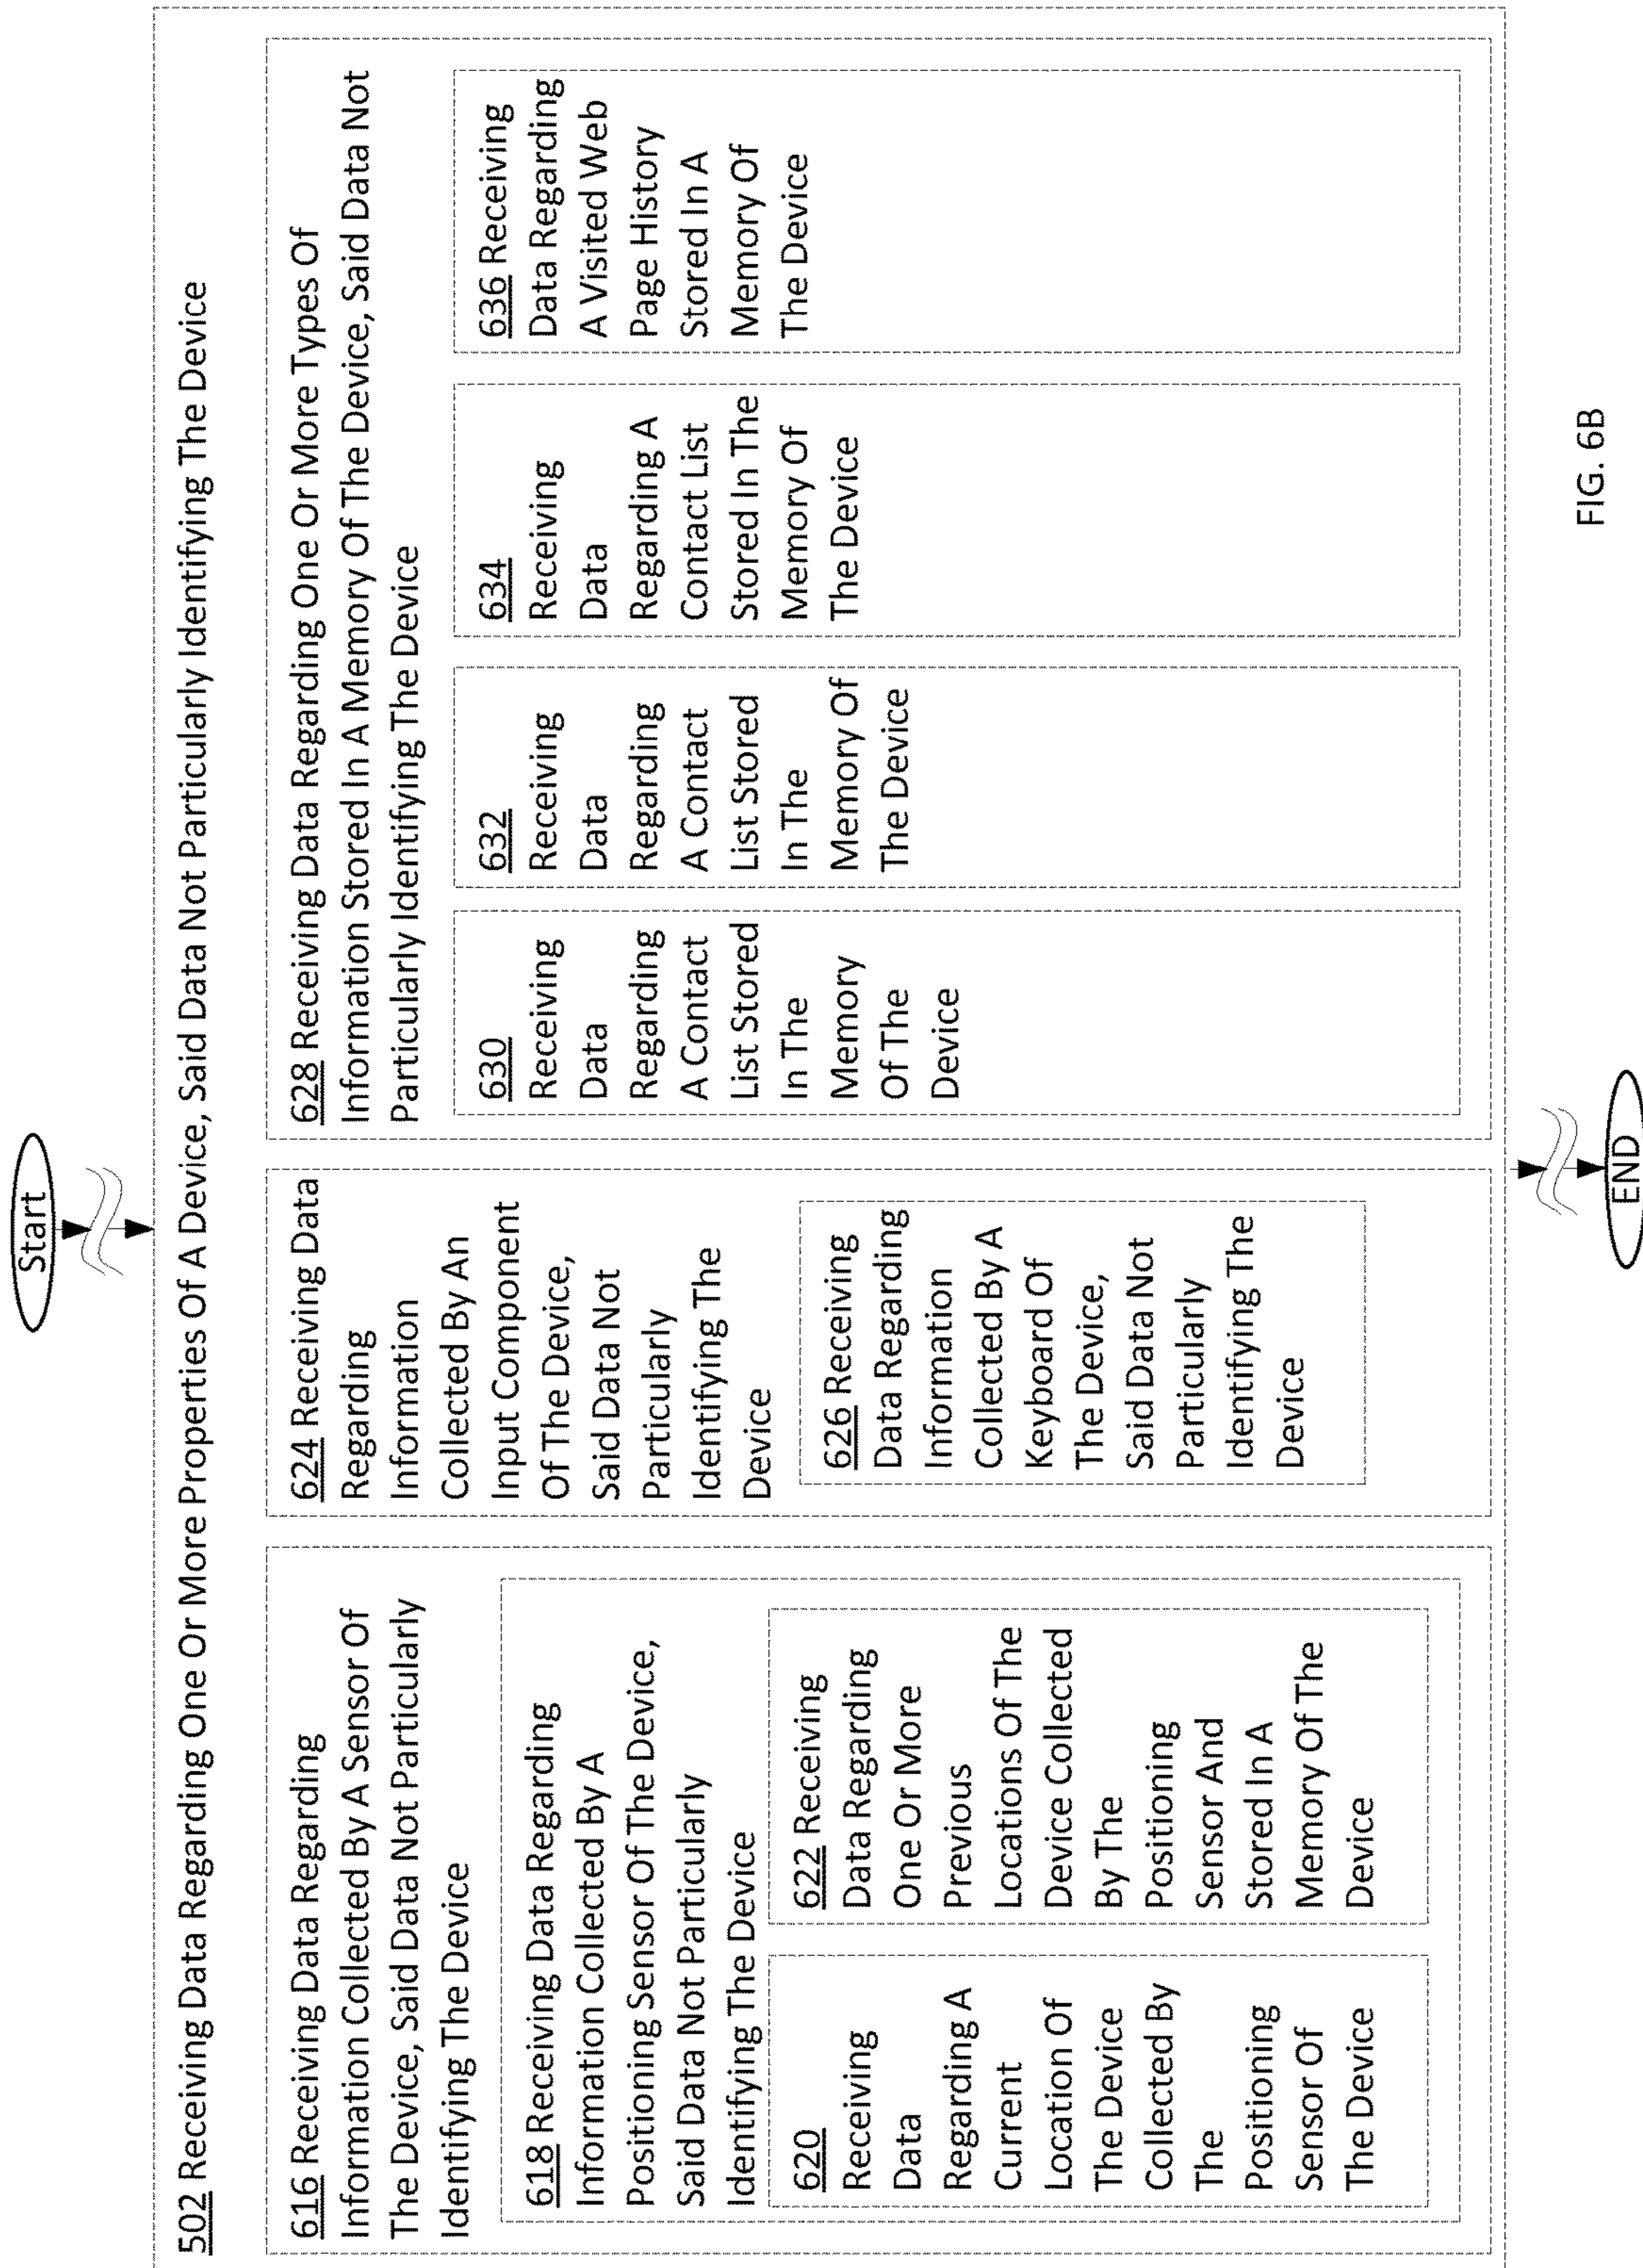 Start
502 Receiving Data Regarding One Or More Properties Of A Device, Said Data Not Particularly Identifying The Device
616 Receiving Data Regarding
Information Collected By A Sensor Of
The Device, Said Data Not Particularly
Identifying The Device
618 Receiving Data Regarding
Information Collected By A
Positioning Sensor Of The Device,
Said Data Not Particularly
Identifying The Device
620
Receiving
Data
Regarding A
Current
Location Of
The Device
Collected By
The
Positioning
Sensor Of
The Device
622 Receiving
Data Regarding
One Or More
Previous
Locations Of The
Device Collected
By The
Positioning
Sensor And
Stored In A
Memory Of The
Device
624 Receiving Data
Regarding
Information
Collected By An
Input Component
Of The Device,
Said Data Not
Particularly
Identifying The
Device
626 Receiving
Data Regarding
Information
Collected By A
Keyboard Of
The Device,
Said Data Not
Particularly
Identifying The
Device
628 Receiving Data Regarding One Or More Types Of
Information Stored In A Memory Of The Device, Said Data Not
Particularly Identifying The Device
630
Receiving
Data
Regarding
A Contact
List Stored
In The
Memory
Of The
Device
632
Receiving
Data
Regarding
A Contact
List Stored
In The
Memory Of
The Device
634
Receiving
Data
Regarding A
Contact List
Stored In The
Memory Of
The Device
636 Receiving
Data Regarding
A Visited Web
Page History
Stored In A
Memory Of
The Device
END
FIG. 6B